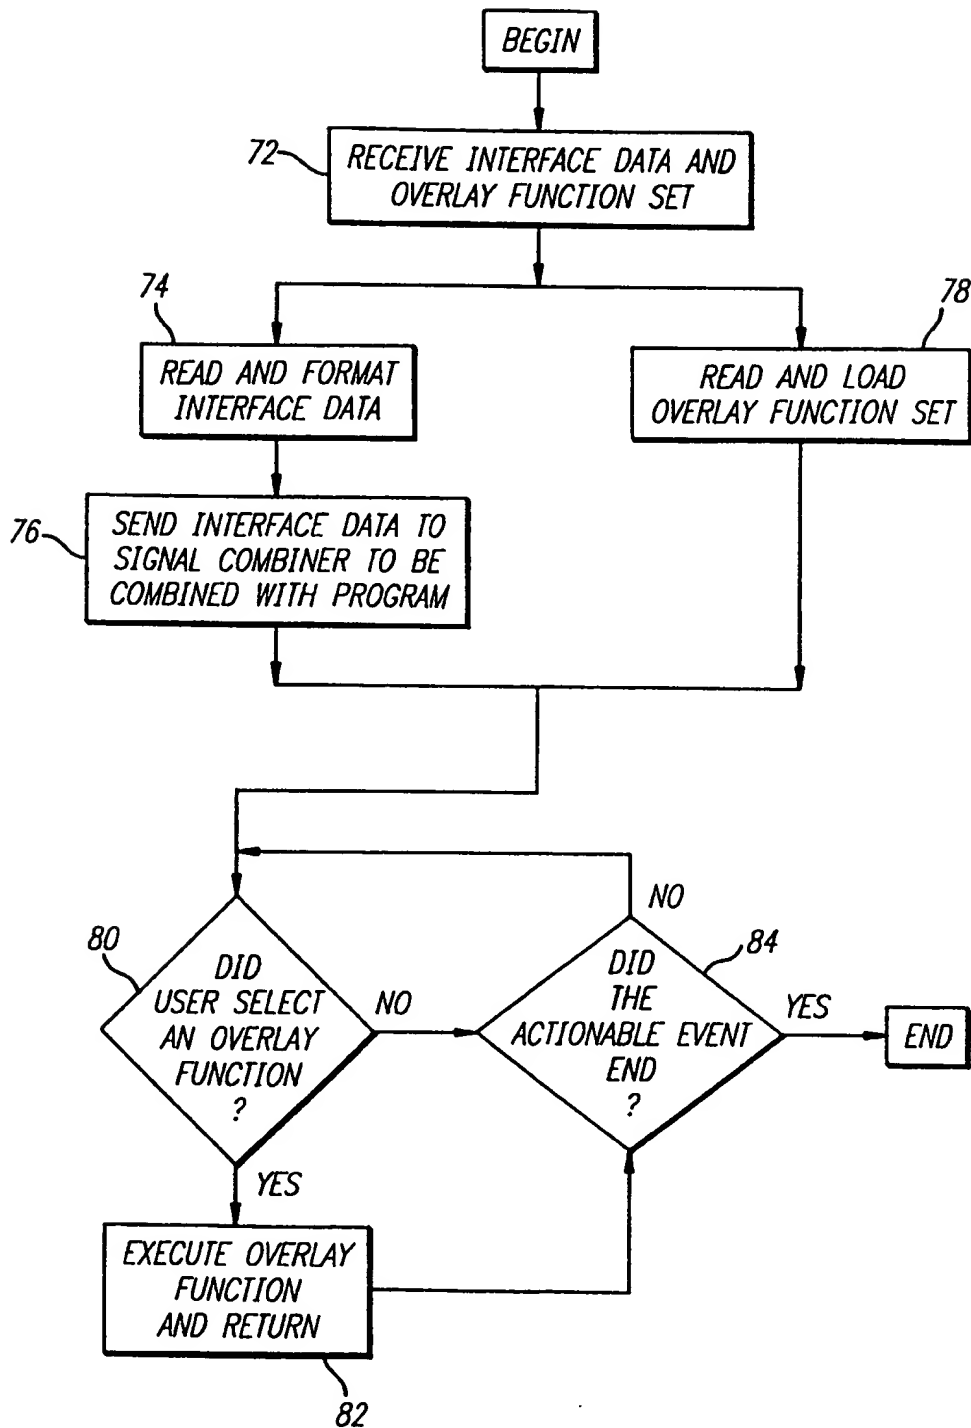 BEGIN
72
RECEIVE INTERFACE DATA AND
OVERLAY FUNCTION SET
74
READ AND FORMAT
INTERFACE DATA
78
READ AND LOAD
OVERLAY FUNCTION SET
76
SEND INTERFACE DATA TO
SIGNAL COMBINER TO BE
COMBINED WITH PROGRAM
80
DID
USER SELECT
AN OVERLAY
FUNCTION
?
NO
YES
84
DID
THE
ACTIONABLE EVENT
END
?
NO
YES
END
EXECUTE OVERLAY
FUNCTION
AND RETURN
82